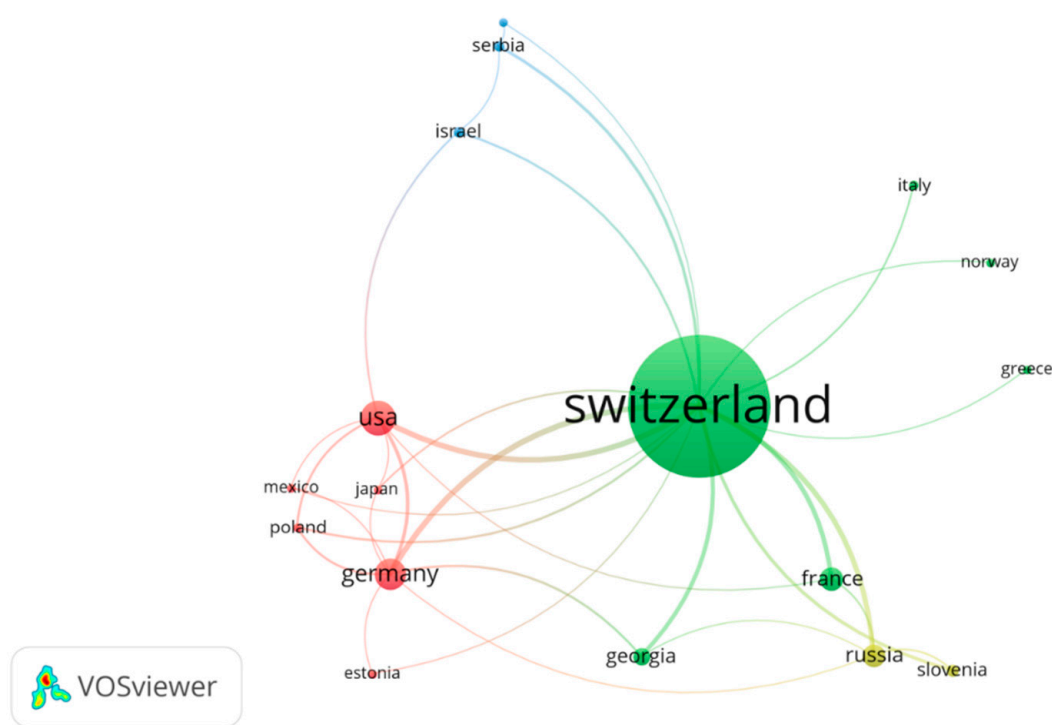 serbia
israel
italy
norway
greece
switzerland
usa
mexico
japan
poland
germany
france
georgia
russia
slovenia
estonia
VOSviewer